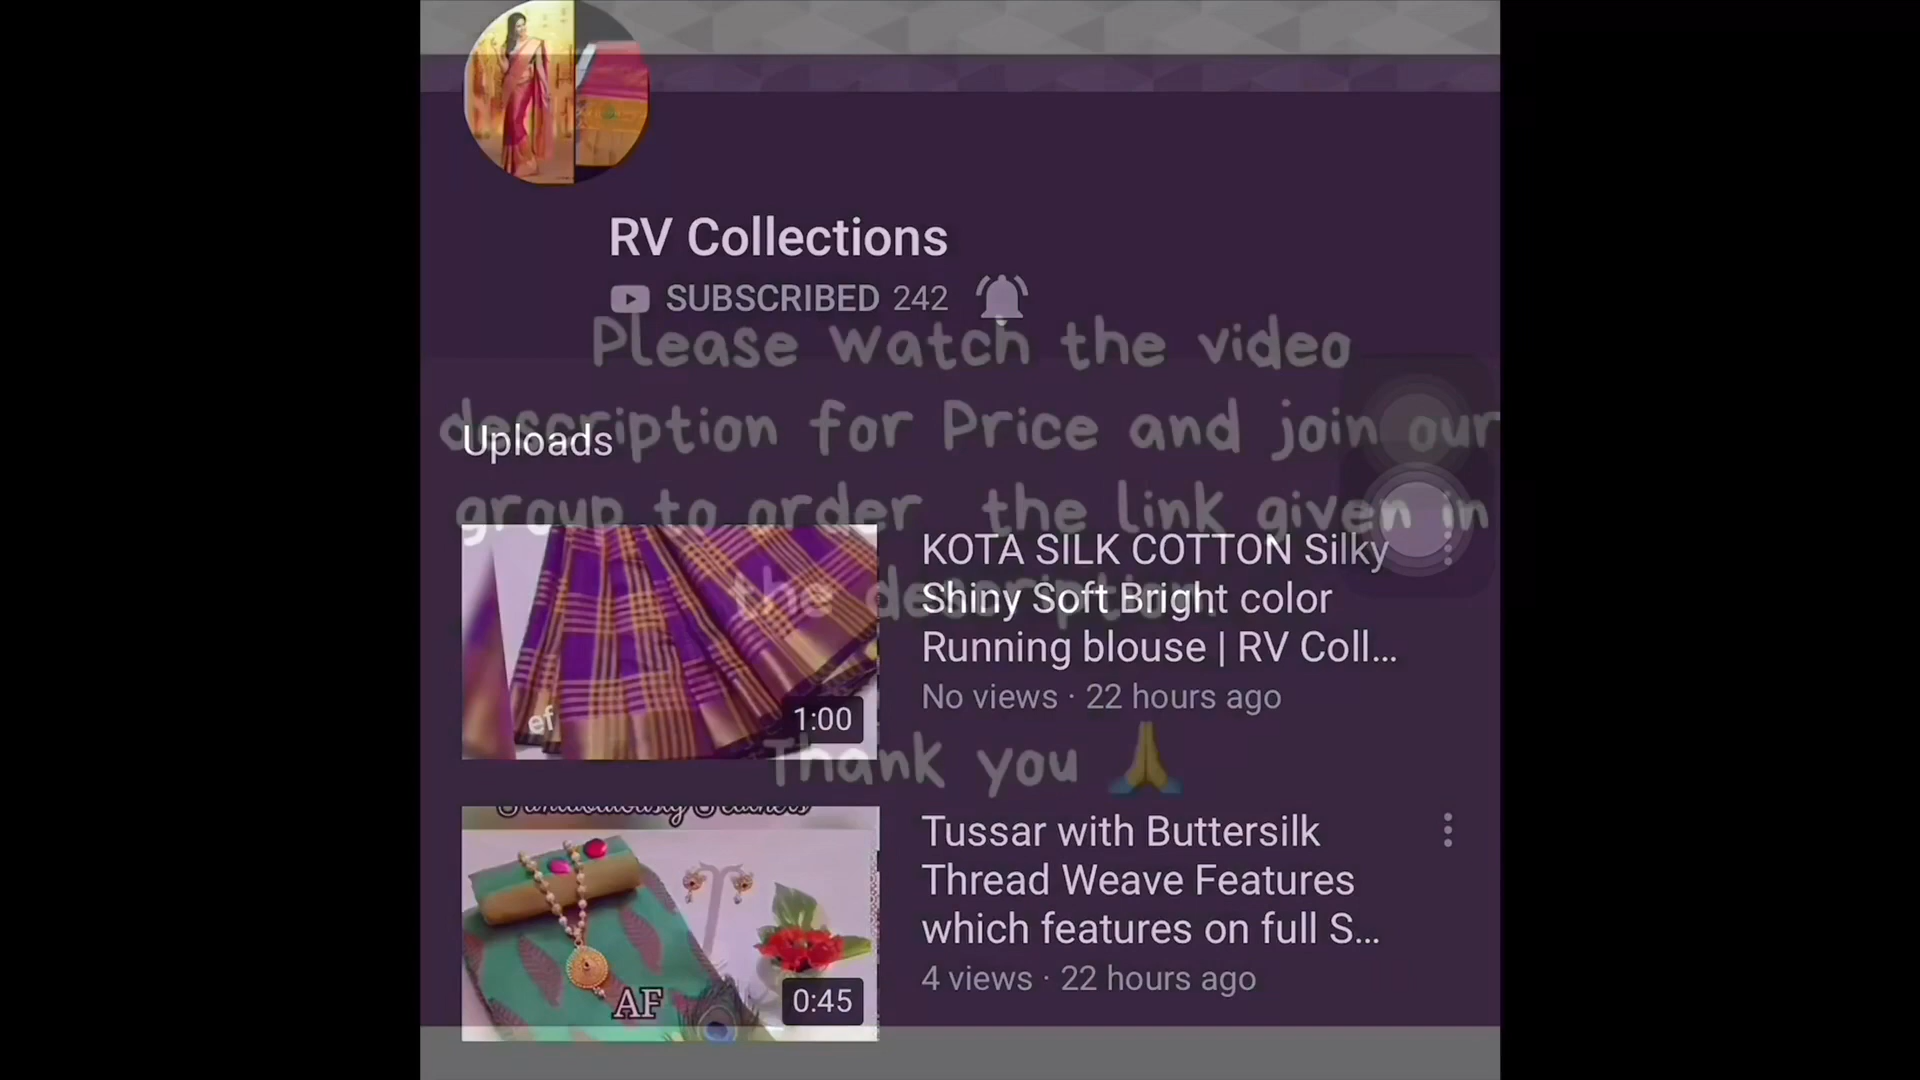 RV Collections
SUBSCRIBED 242
Please Watch the video
description for Price and join our
group to order the link given in
the description.
Thank you 🙏
Uploads
KOTA SILK COTTON Silky
Shiny Soft Bright color
Running blouse | RV Coll...
No views · 22 hours ago
ef
1:00
Tussar with Buttersilk
Thread Weave Features
which features on full S...
4 views · 22 hours ago
AF
0:45